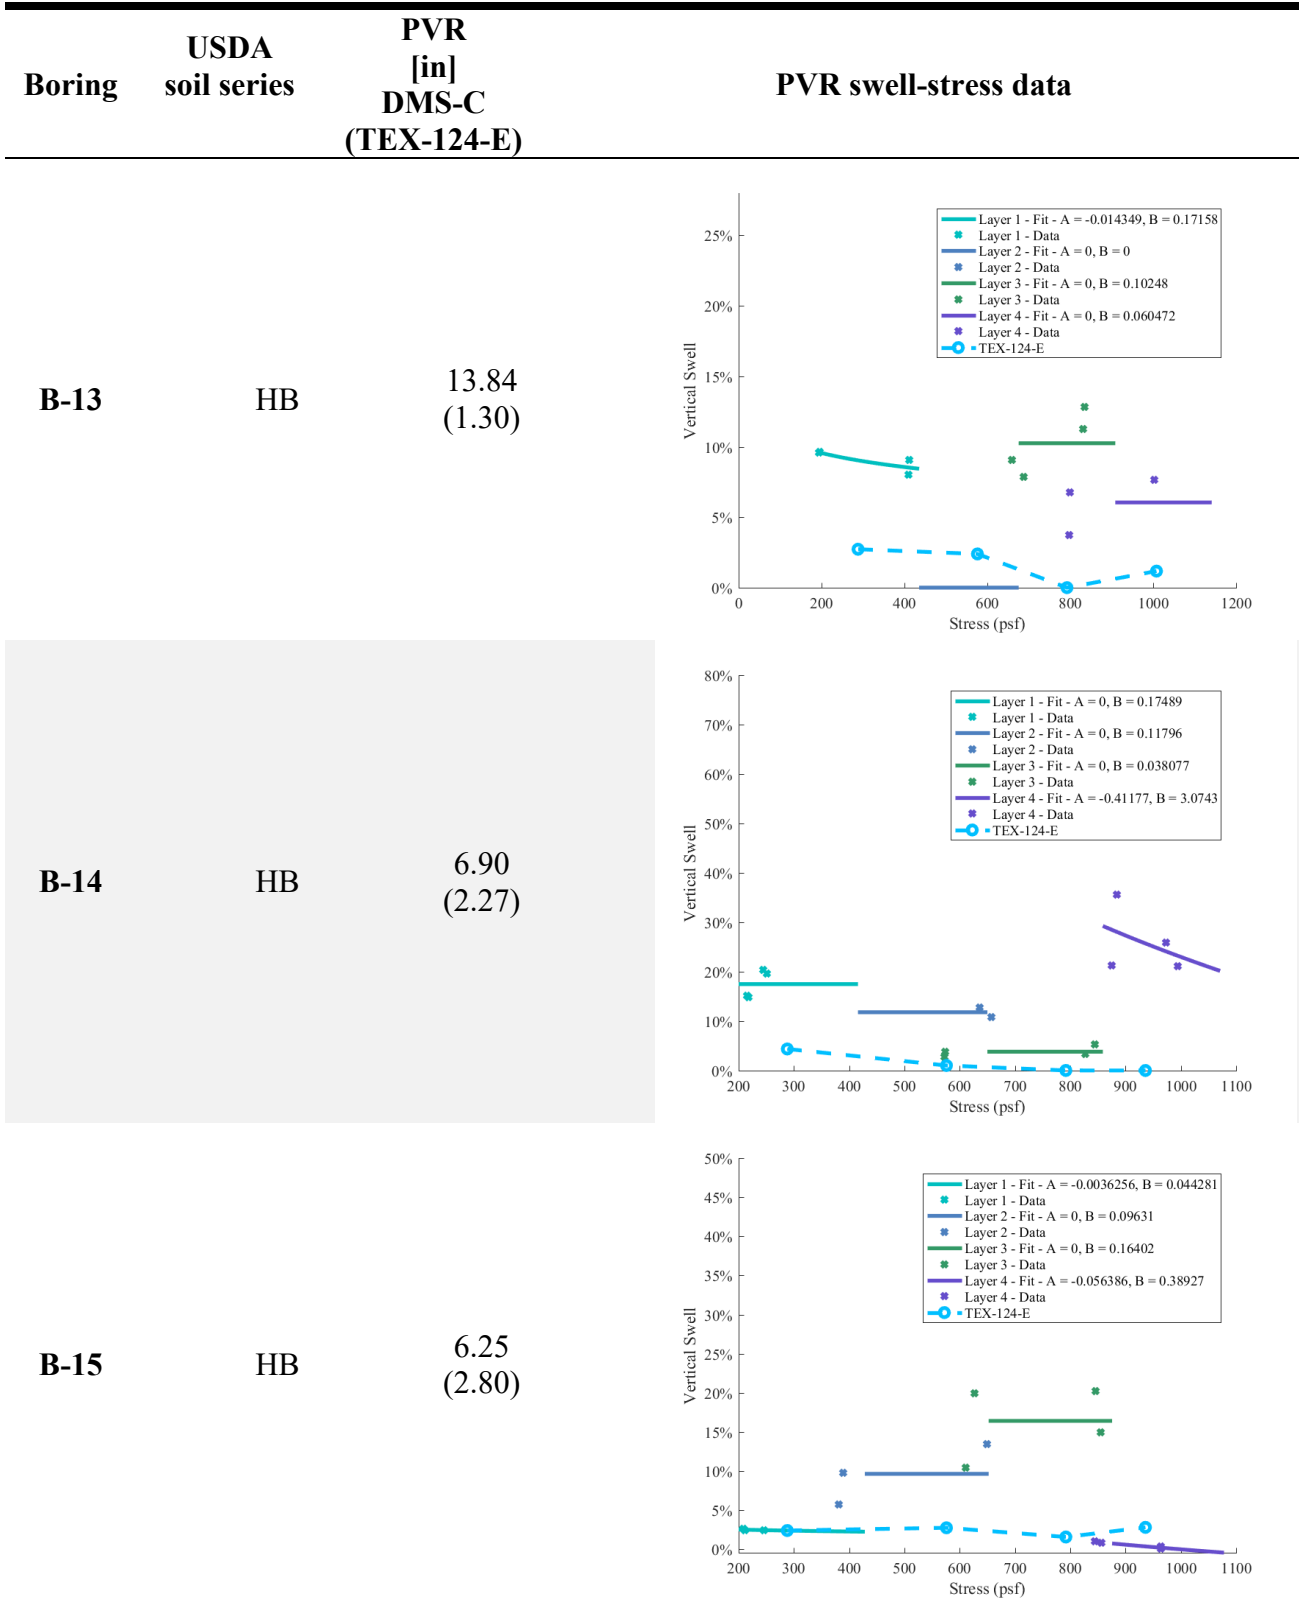 Boring
USDA
soil series
PVR
[in]
DMS-C
(TEX-124-E)
PVR swell-stress data
B-13
HB
13.84
(1.30)
Vertical Swell
25%
20%
15%
10%
5%
0%
Layer 1 - Fit - A = -0.014349, B = 0.17158
Layer 1 - Data
Layer 2 - Fit - A = 0, B = 0
Layer 2 - Data
Layer 3 - Fit - A = 0, B = 0.10248
Layer 3 - Data
Layer 4 - Fit - A = 0, B = 0.060472
Layer 4 - Data
TEX-124-E
0 200 400 600 800 1000 1200
Stress (psf)
B-14
HB
6.90
(2.27)
Vertical Swell
80%
70%
60%
50%
40%
30%
20%
10%
0%
Layer 1 - Fit - A = 0, B = 0.17489
Layer 1 - Data
Layer 2 - Fit - A = 0, B = 0.11796
Layer 2 - Data
Layer 3 - Fit - A = 0, B = 0.038077
Layer 3 - Data
Layer 4 - Fit - A = -0.41177, B = 3.0743
Layer 4 - Data
TEX-124-E
200 300 400 500 600 700 800 900 1000 1100
Stress (psf)
B-15
HB
6.25
(2.80)
Vertical Swell
50%
45%
40%
35%
30%
25%
20%
15%
10%
5%
0%
Layer 1 - Fit - A = -0.0036256, B = 0.044281
Layer 1 - Data
Layer 2 - Fit - A = 0, B = 0.09631
Layer 2 - Data
Layer 3 - Fit - A = 0, B = 0.16402
Layer 3 - Data
Layer 4 - Fit - A = -0.056386, B = 0.38927
Layer 4 - Data
TEX-124-E
200 300 400 500 600 700 800 900 1000 1100
Stress (psf)